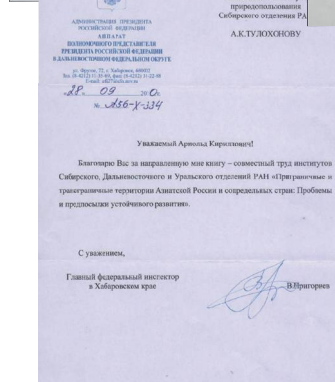 природопользования
Сибирского отделения РА
А.К.ТУЛОХОНОВУ
АДМИНИСТРАЦИЯ ПРЕЗИДЕНТА
РОССИЙСКОЙ ФЕДЕРАЦИИ
АППАРАТ
ПОЛНОМОЧНОГО ПРЕДСТАВИТЕЛЯ
ПРЕЗИДЕНТА РОССИЙСКОЙ ФЕДЕРАЦИИ
В ДАЛЬНЕВОСТОЧНОМ ФЕДЕРАЛЬНОМ ОКРУГЕ
«28» 09
№ А56-У-334
Уважаемый Арнольд Кириллович!
Благодарю Вас за направленную мне книгу – совместный труд институтов
Сибирского, Дальневосточного и Уральского отделений РАН «Приграничные и
трансграничные территории Азиатской России и сопредельных стран: Проблемы
и предпосылки устойчивого развития».
С уважением,
Главный федеральный инспектор
в Хабаровском крае
В.Пригорнев